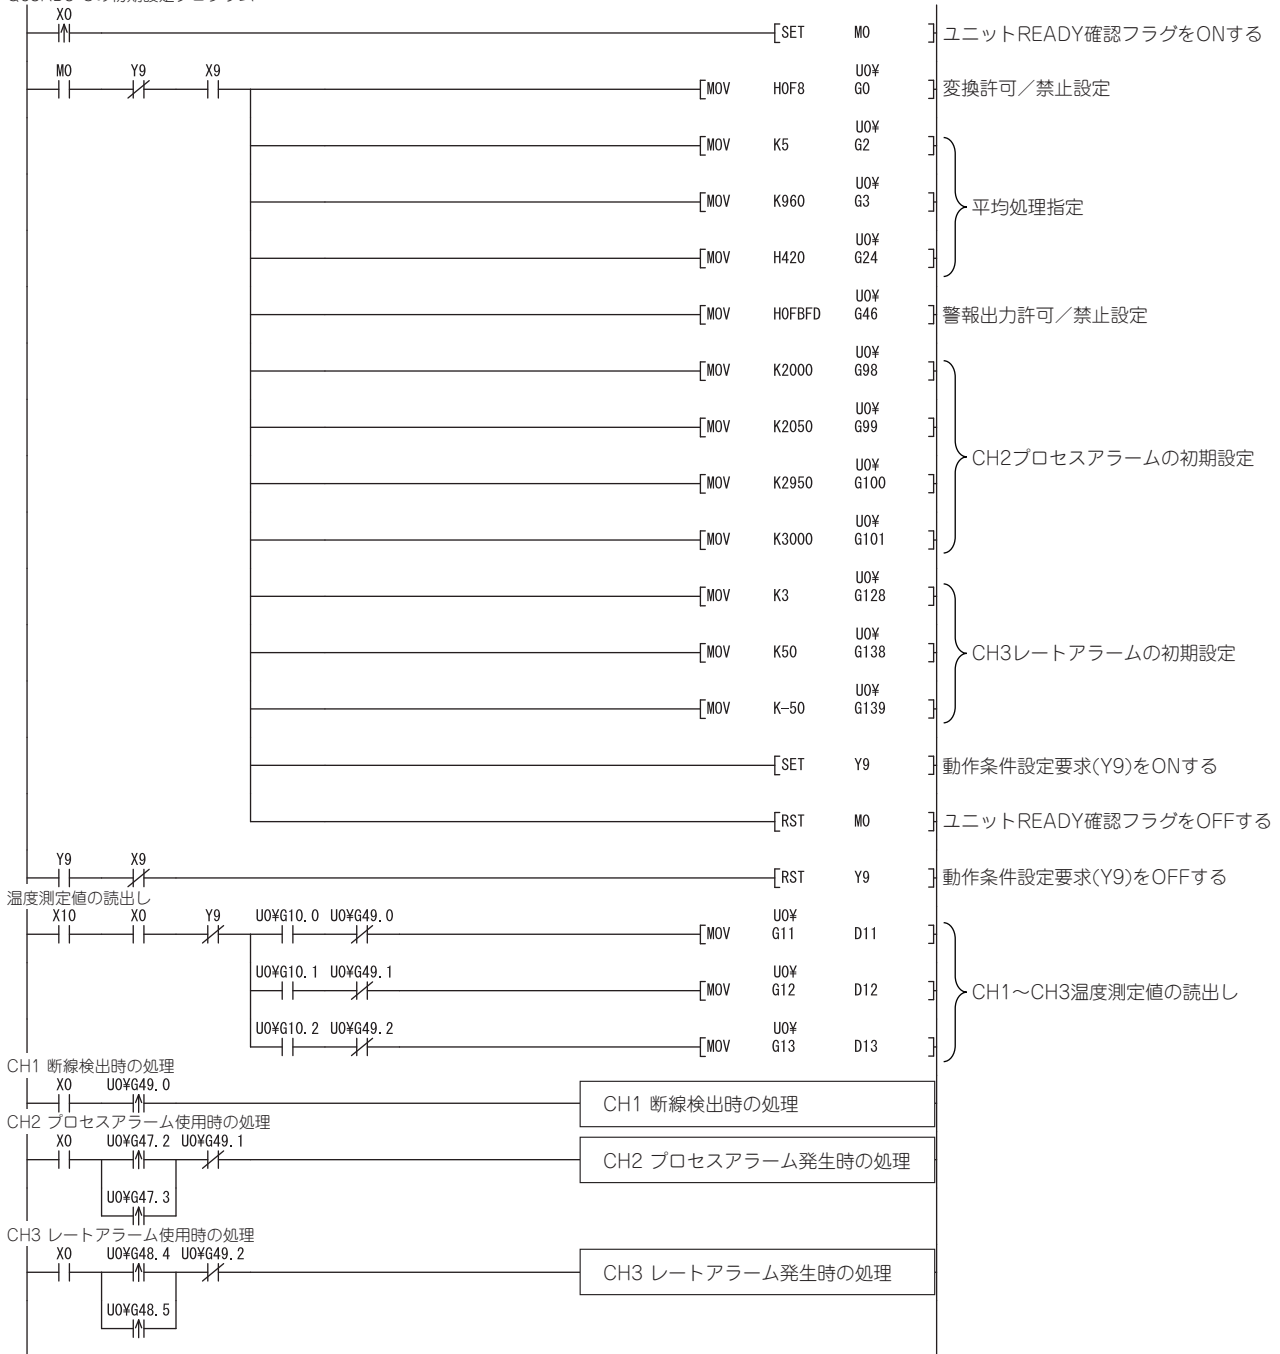 X0
SET M0 ユニットREADY確認フラグをONする
M0 Y9 X9
MOV H0F8 U0¥G0 変換許可／禁止設定
MOV K5 U0¥G2
MOV K960 U0¥G3
平均処理指定
MOV H420 U0¥G24
MOV H0FBFD U0¥G46 警報出力許可／禁止設定
MOV K2000 U0¥G98
MOV K2050 U0¥G99
CH2プロセスアラームの初期設定
MOV K2950 U0¥G100
MOV K3000 U0¥G101
MOV K3 U0¥G128
MOV K50 U0¥G138
CH3レートアラームの初期設定
MOV K-50 U0¥G139
SET Y9 動作条件設定要求(Y9)をONする
RST M0 ユニットREADY確認フラグをOFFする
Y9 X9
RST Y9 動作条件設定要求(Y9)をOFFする
温度測定値の読出し
X10 X0 Y9 U0¥G10.0 U0¥G49.0
MOV U0¥G11 D11
U0¥G10.1 U0¥G49.1
MOV U0¥G12 D12
CH1～CH3温度測定値の読出し
U0¥G10.2 U0¥G49.2
MOV U0¥G13 D13
CH1 断線検出時の処理
X0 U0¥G49.0
CH1 断線検出時の処理
CH2 プロセスアラーム使用時の処理
X0 U0¥G47.2 U0¥G49.1
CH2 プロセスアラーム発生時の処理
U0¥G47.3
CH3 レートアラーム使用時の処理
X0 U0¥G48.4 U0¥G49.2
CH3 レートアラーム発生時の処理
U0¥G48.5